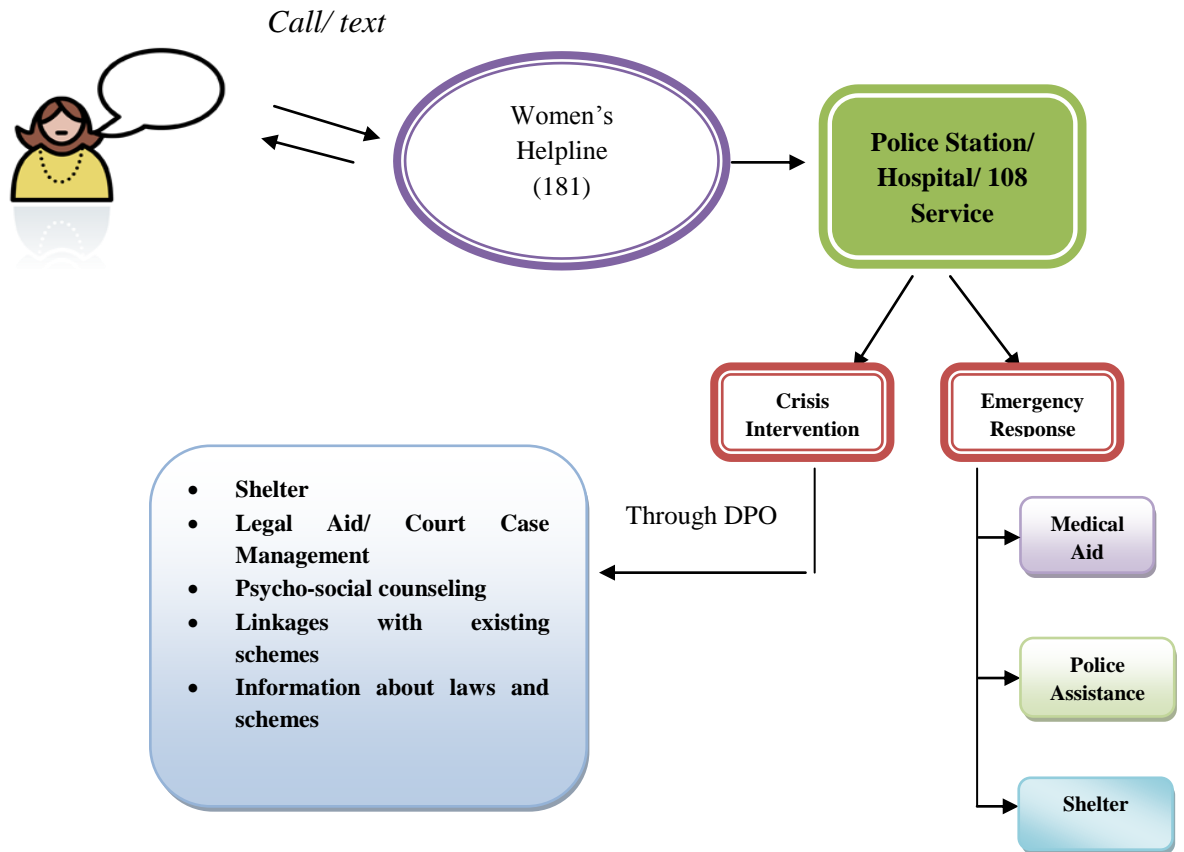 Call/ text
Women's
Helpline
(181)
Police Station/
Hospital/ 108
Service
Crisis
Intervention
Emergency
Response
Through DPO
• Shelter
• Legal Aid/ Court Case
Management
• Psycho-social counseling
• Linkages with existing
schemes
• Information about laws and
schemes
Medical
Aid
Police
Assistance
Shelter